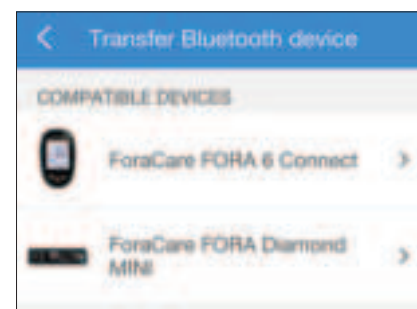 Transfer Bluetooth device
COMPATIBLE DEVICES
ForaCare FORA 6 Connect
ForaCare FORA Diamond
MINI